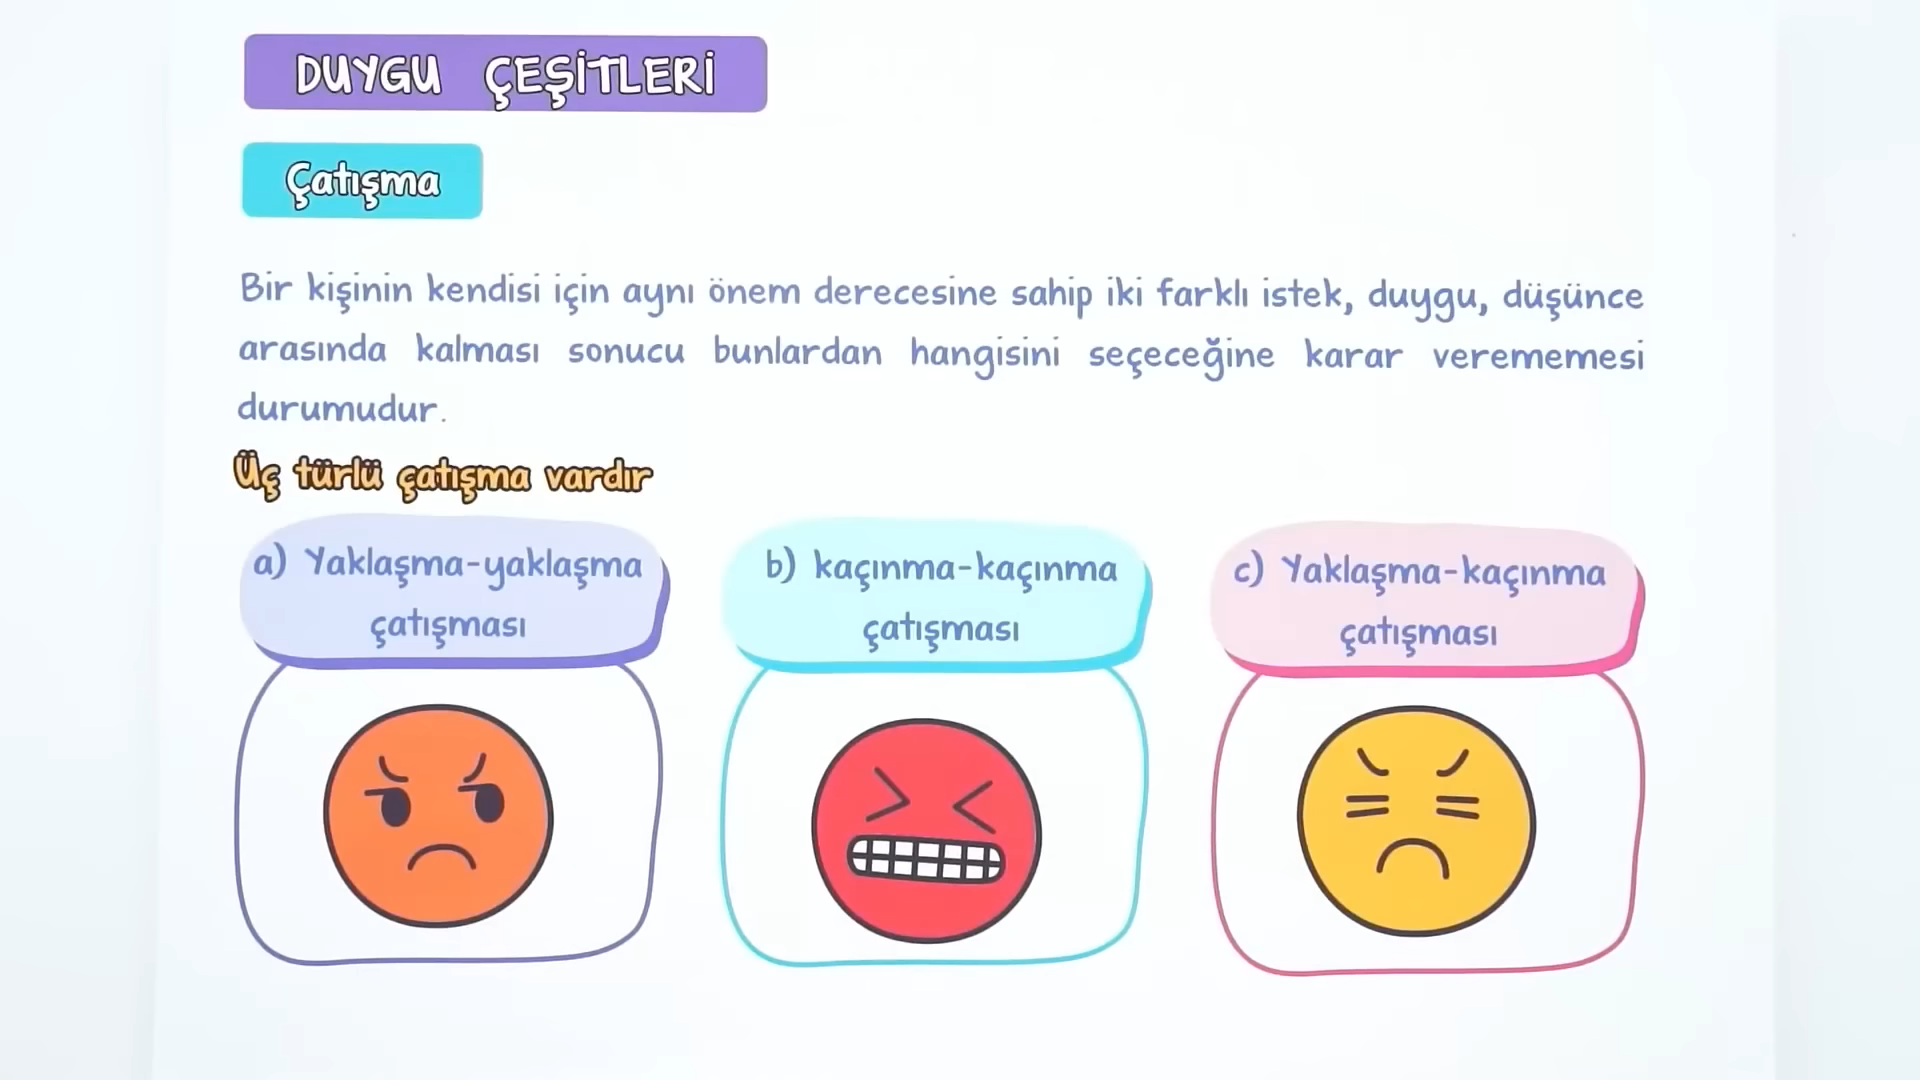 DUYGU ÇEŞİTLERİ
Çatışma
Bir kişinin kendisi için aynı önem derecesine sahip iki farklı istek, duygu, düşünce
arasında kalması sonucu bunlardan hangisini seçeceğine karar verememesi
durumudur.
Üç türlü çatışma vardır
a) Yaklaşma-yaklaşma
çatışması
b) kaçınma-kaçınma
çatışması
c) Yaklaşma-kaçınma
çatışması